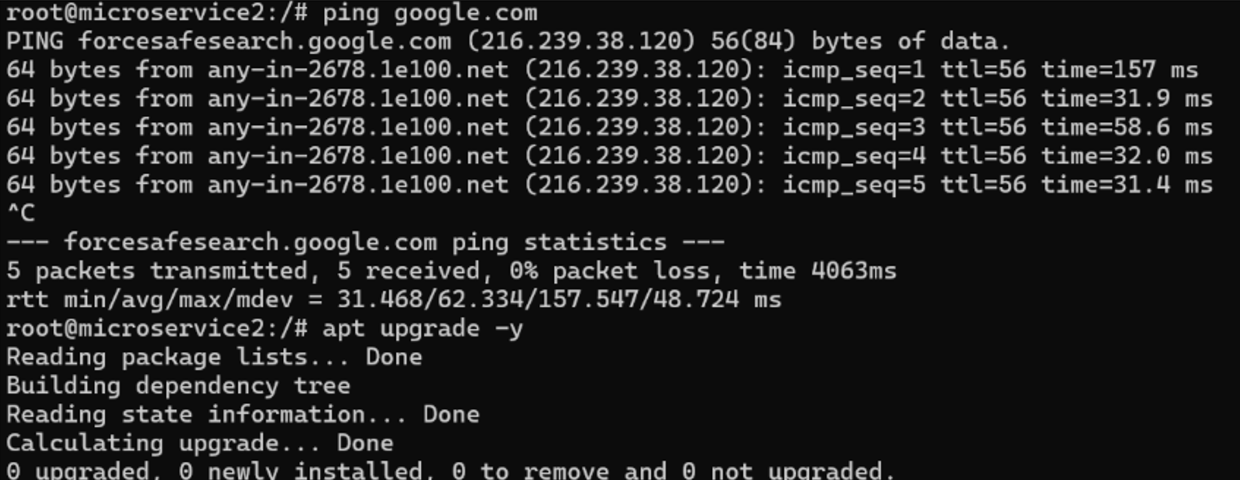 root@microservice2:/# ping google.com
PING forcesafesearch.google.com (216.239.38.120) 56(84) bytes of data.
64 bytes from any-in-2678.1e100.net (216.239.38.120): icmp_seq=1 ttl=56 time=157 ms
64 bytes from any-in-2678.1e100.net (216.239.38.120): icmp_seq=2 ttl=56 time=31.9 ms
64 bytes from any-in-2678.1e100.net (216.239.38.120): icmp_seq=3 ttl=56 time=58.6 ms
64 bytes from any-in-2678.1e100.net (216.239.38.120): icmp_seq=4 ttl=56 time=32.0 ms
64 bytes from any-in-2678.1e100.net (216.239.38.120): icmp_seq=5 ttl=56 time=31.4 ms
^C
--- forcesafesearch.google.com ping statistics ---
5 packets transmitted, 5 received, 0% packet loss, time 4063ms
rtt min/avg/max/mdev = 31.468/62.334/157.547/48.724 ms
root@microservice2:/# apt upgrade -y
Reading package lists... Done
Building dependency tree
Reading state information... Done
Calculating upgrade... Done
0 upgraded, 0 newly installed, 0 to remove and 0 not upgraded.